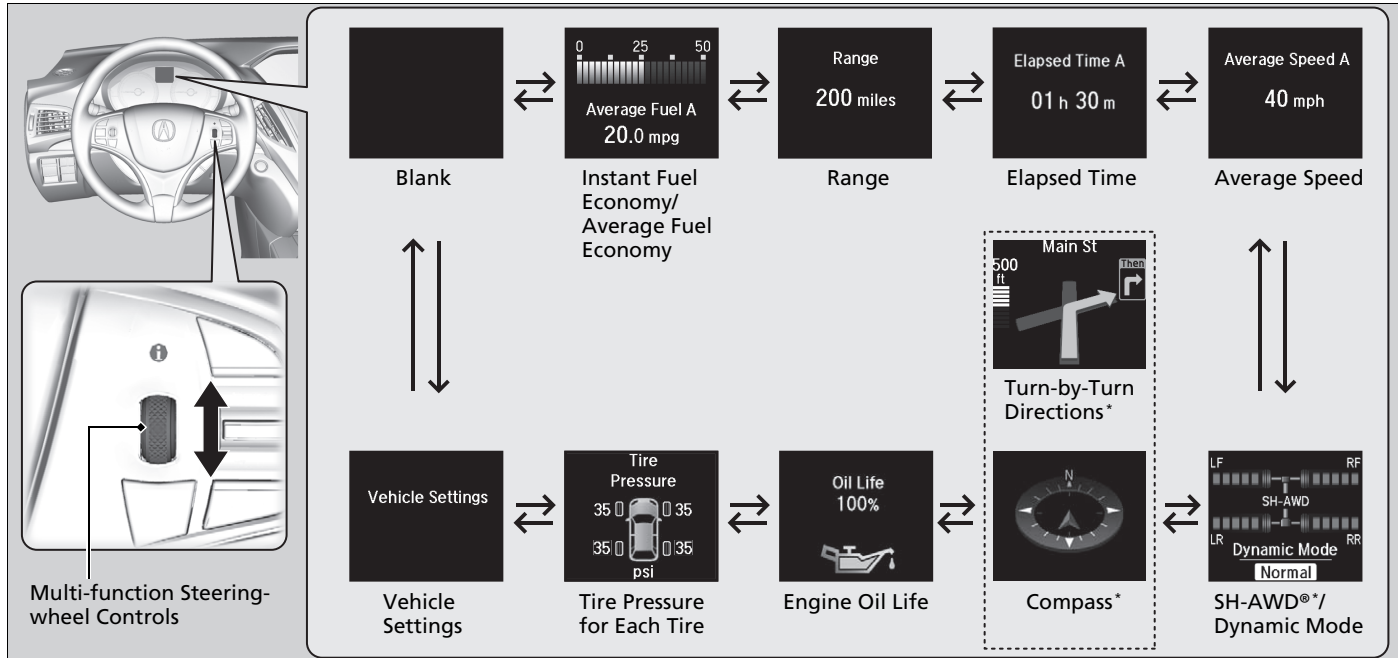 0 25 50
Average Fuel A
20.0 mpg
Range
200 miles
Elapsed Time A
01 h 30 m
Average Speed A
40 mph
Blank
Instant Fuel
Economy/
Average Fuel
Economy
Range
Elapsed Time
Average Speed
Main St
500
ft
Then
Turn-by-Turn
Directions*
Vehicle Settings
Tire
Pressure
35 35
35 35
psi
Oil Life
100%
N
LF RF
SH-AWD
LR RR
Dynamic Mode
Normal
Multi-function Steering-
wheel Controls
Vehicle
Settings
Tire Pressure
for Each Tire
Engine Oil Life
Compass*
SH-AWD®*/
Dynamic Mode